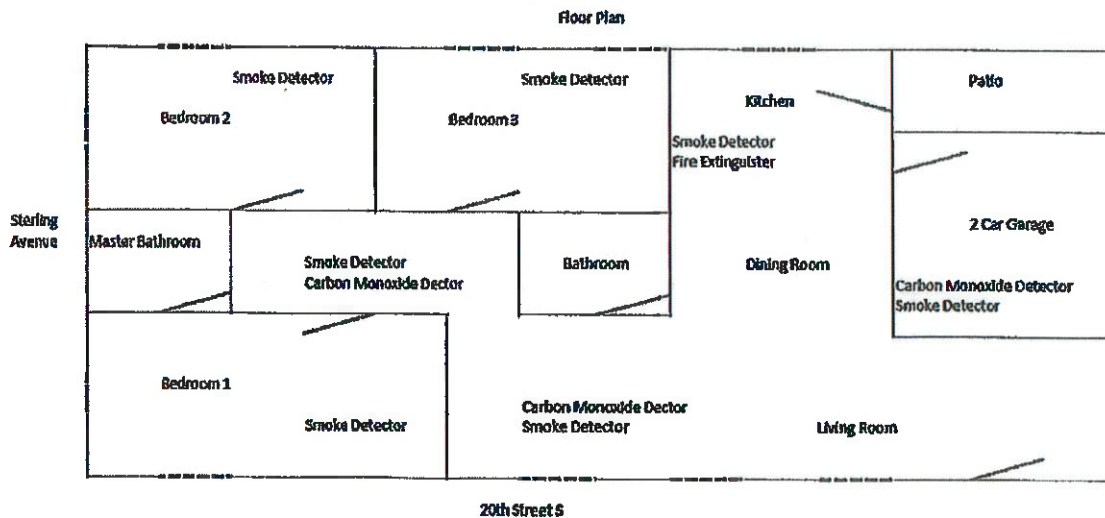 Floor Plan
Smoke Detector
Bedroom 2
Smoke Detector
Bedroom 3
Kitchen
Patio
Smoke Detector
Fire Extinguister
Sterling
Avenue
Master Bathroom
Smoke Detector
Carbon Monoxide Dector
Bathroom
Dining Room
2 Car Garage
Carbon Monoxide Detector
Smoke Detector
Bedroom 1
Smoke Detector
Carbon Monoxide Dector
Smoke Detector
Living Room
20th Street S